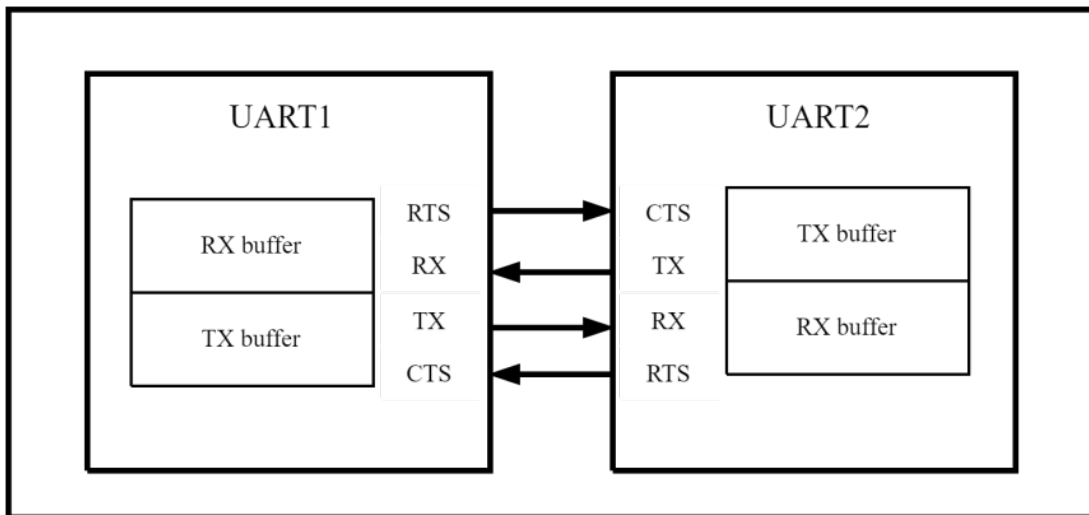 UART1
RX buffer
TX buffer
RTS
RX
TX
CTS
UART2
CTS
TX
RX
RTS
TX buffer
RX buffer